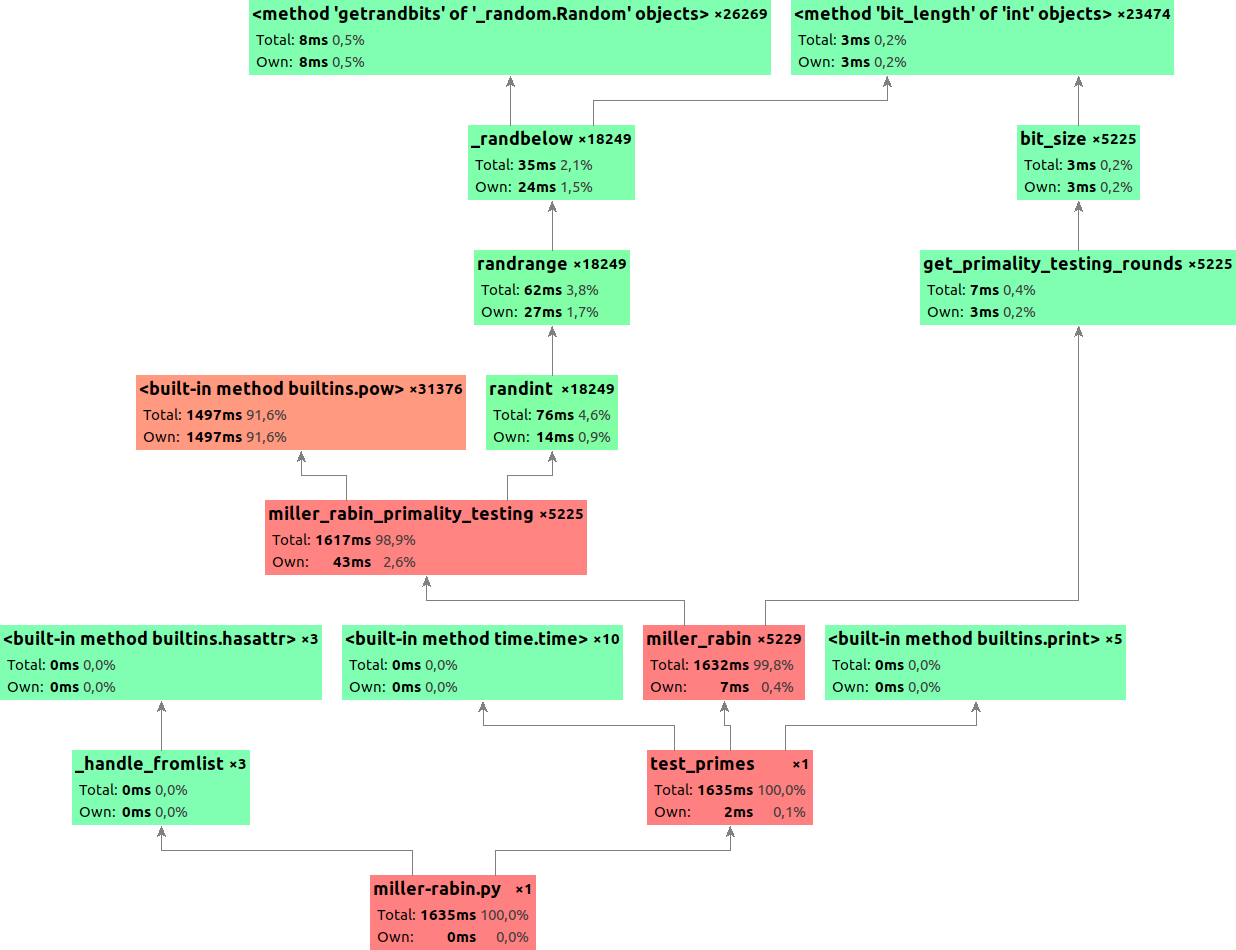 <method 'getrandbits' of '_random.Random' objects> ×26269
Total: 8ms 0,5%
Own: 8ms 0,5%
<method 'bit_length' of 'int' objects> ×23474
Total: 3ms 0,2%
Own: 3ms 0,2%
_randbelow ×18249
Total: 35ms 2,1%
Own: 24ms 1,5%
bit_size ×5225
Total: 3ms 0,2%
Own: 3ms 0,2%
randrange ×18249
Total: 62ms 3,8%
Own: 27ms 1,7%
get_primality_testing_rounds ×5225
Total: 7ms 0,4%
Own: 3ms 0,2%
<built-in method builtins.pow> ×31376
Total: 1497ms 91,6%
Own: 1497ms 91,6%
randint ×18249
Total: 76ms 4,6%
Own: 14ms 0,9%
miller_rabin_primality_testing ×5225
Total: 1617ms 98,9%
Own: 43ms 2,6%
<built-in method builtins.hasattr> ×3
Total: 0ms 0,0%
Own: 0ms 0,0%
<built-in method time.time> ×10
Total: 0ms 0,0%
Own: 0ms 0,0%
miller_rabin ×5229
Total: 1632ms 99,8%
Own: 7ms 0,4%
<built-in method builtins.print> ×5
Total: 0ms 0,0%
Own: 0ms 0,0%
_handle_fromlist ×3
Total: 0ms 0,0%
Own: 0ms 0,0%
test_primes ×1
Total: 1635ms 100,0%
Own: 2ms 0,1%
miller-rabin.py ×1
Total: 1635ms 100,0%
Own: 0ms 0,0%